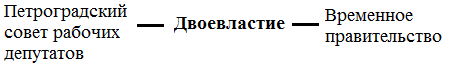 Петроградский
совет рабочих
депутатов
Двоевластие
Временное
правительство